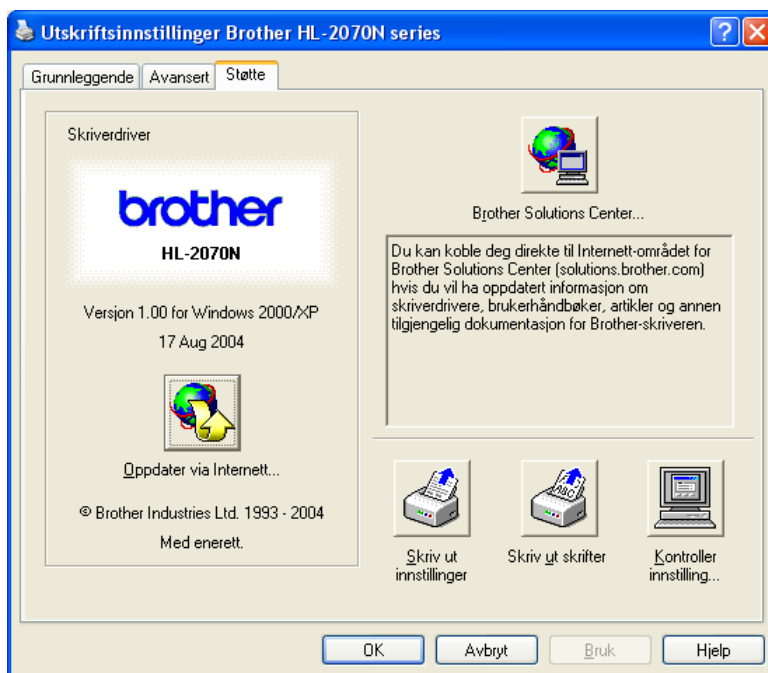 Utskriftsinnstillinger Brother HL-2070N series
Grunnleggende
Avansert
Støtte
Skriverdriver
brother
HL-2070N
Versjon 1.00 for Windows 2000/XP
17 Aug 2004
Oppdater via Internett...
© Brother Industries Ltd. 1993 - 2004
Med enerett.
Brother Solutions Center...
Du kan koble deg direkte til Internett-området for
Brother Solutions Center (solutions.brother.com)
hvis du vil ha oppdatert informasjon om
skriverdrivere, brukerhåndbøker, artikler og annen
tilgjengelig dokumentasjon for Brother-skriveren.
Skriv ut
innstillinger
ABC
Skriv ut skrifter
Kontroller
innstilling...
OK
Avbryt
Bruk
Hjelp